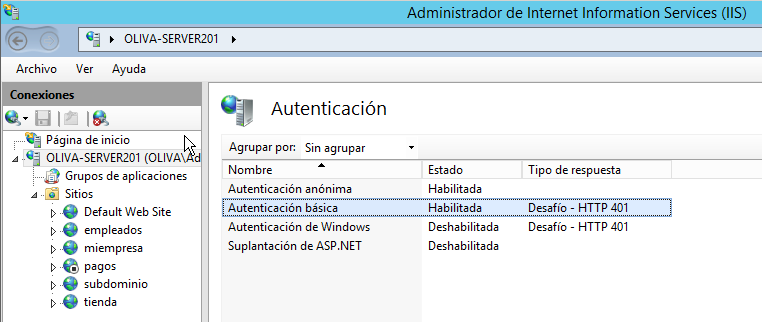 Administrador de Internet Information Services (IIS)
OLIVA-SERVER201
Archivo Ver Ayuda
Conexiones
Página de inicio
OLIVA-SERVER201 (OLIVA\Ad
Grupos de aplicaciones
Sitios
Default Web Site
empleados
miempresa
pagos
subdominio
tienda
Autenticación
Agrupar por: Sin agrupar
Nombre Estado Tipo de respuesta
Autenticación anónima Habilitada
Autenticación básica Habilitada Desafío - HTTP 401
Autenticación de Windows Deshabilitada Desafío - HTTP 401
Suplantación de ASP.NET Deshabilitada